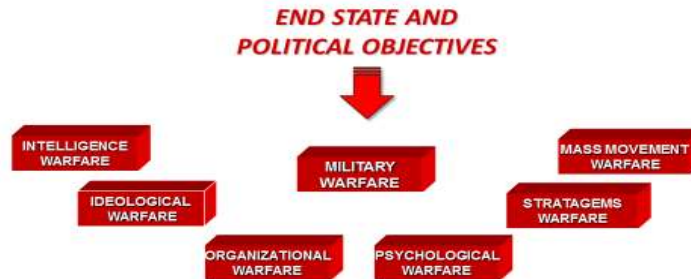 END STATE AND
POLITICAL OBJECTIVES
INTELLIGENCE
WARFARE
IDEOLOGICAL
WARFARE
ORGANIZATIONAL
WARFARE
MILITARY
WARFARE
PSYCHOLOGICAL
WARFARE
STRATAGEMS
WARFARE
MASS MOVEMENT
WARFARE